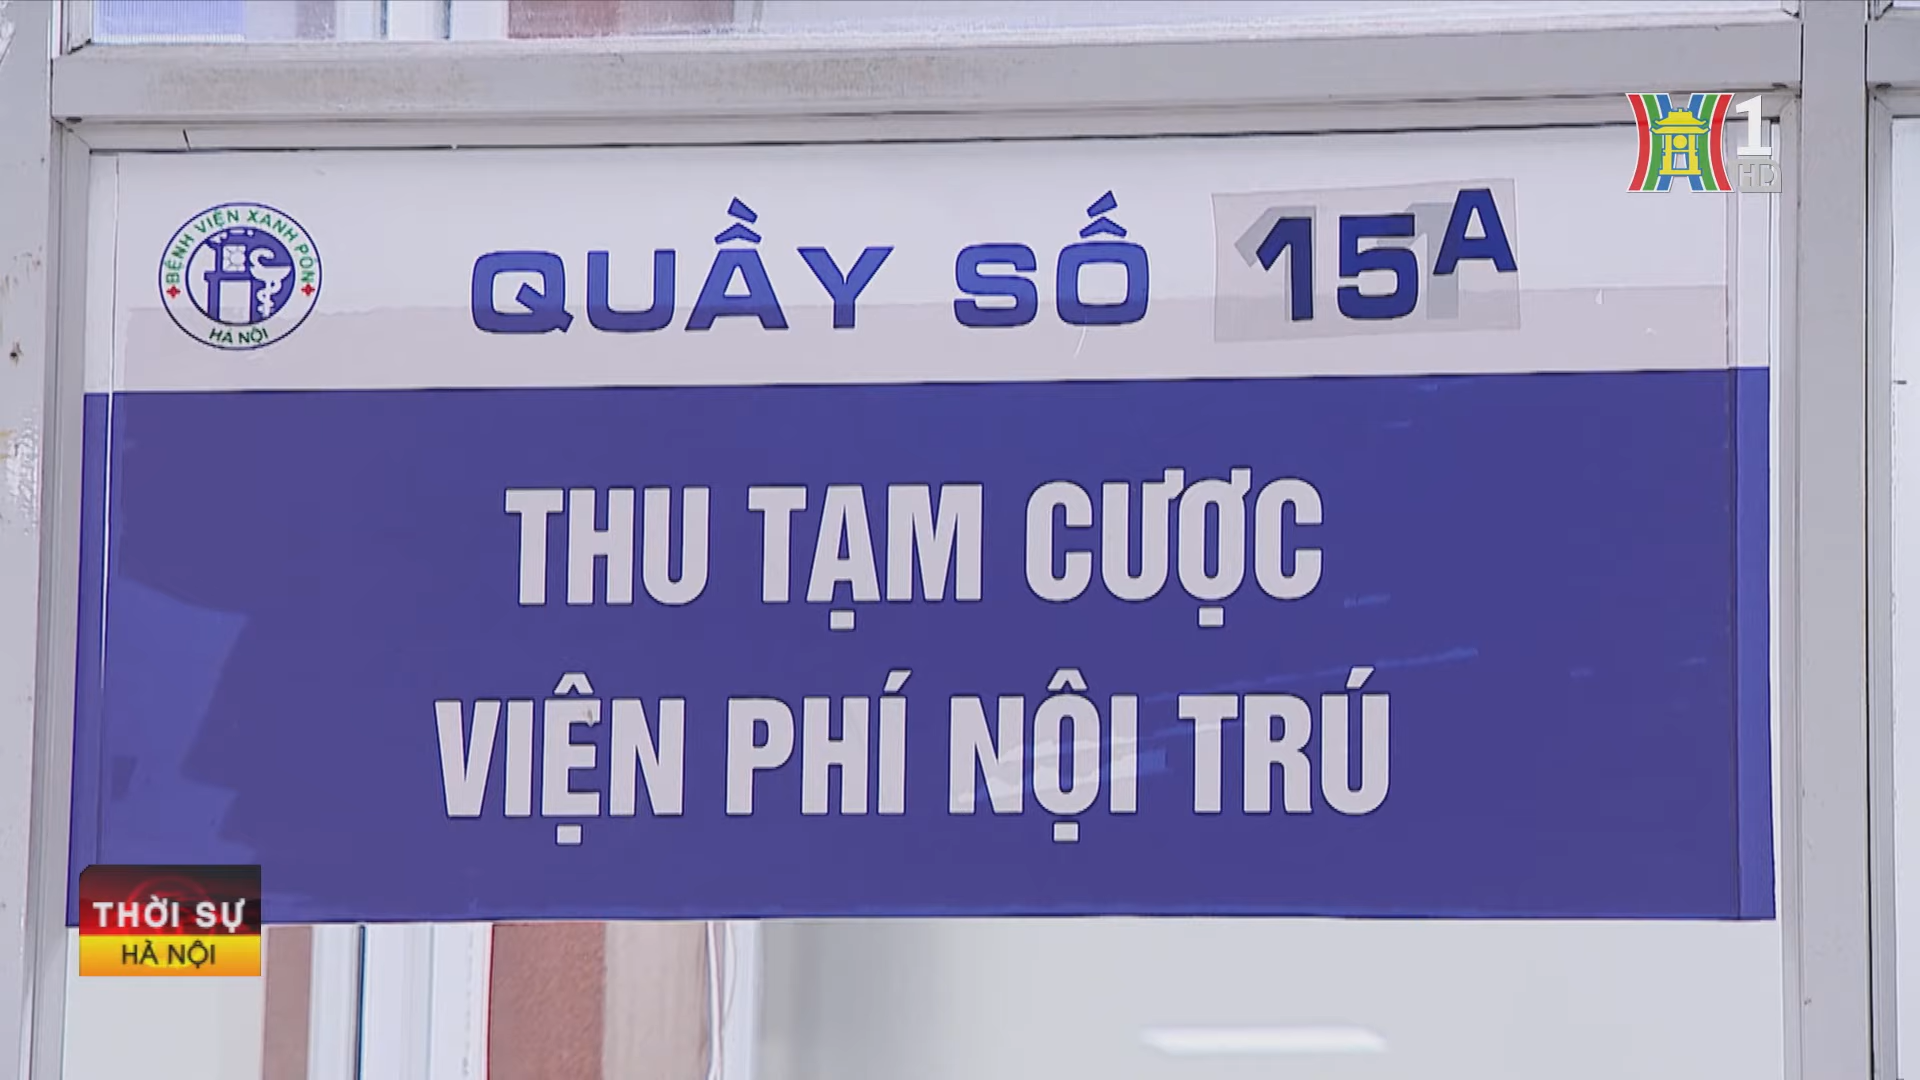 1
HD
BỆNH VIỆN XANH PÔN
HÀ NỘI
QUẦY SỐ 15A
THU TẠM CƯỢC
VIỆN PHÍ NỘI TRÚ
THỜI SỰ
HÀ NỘI